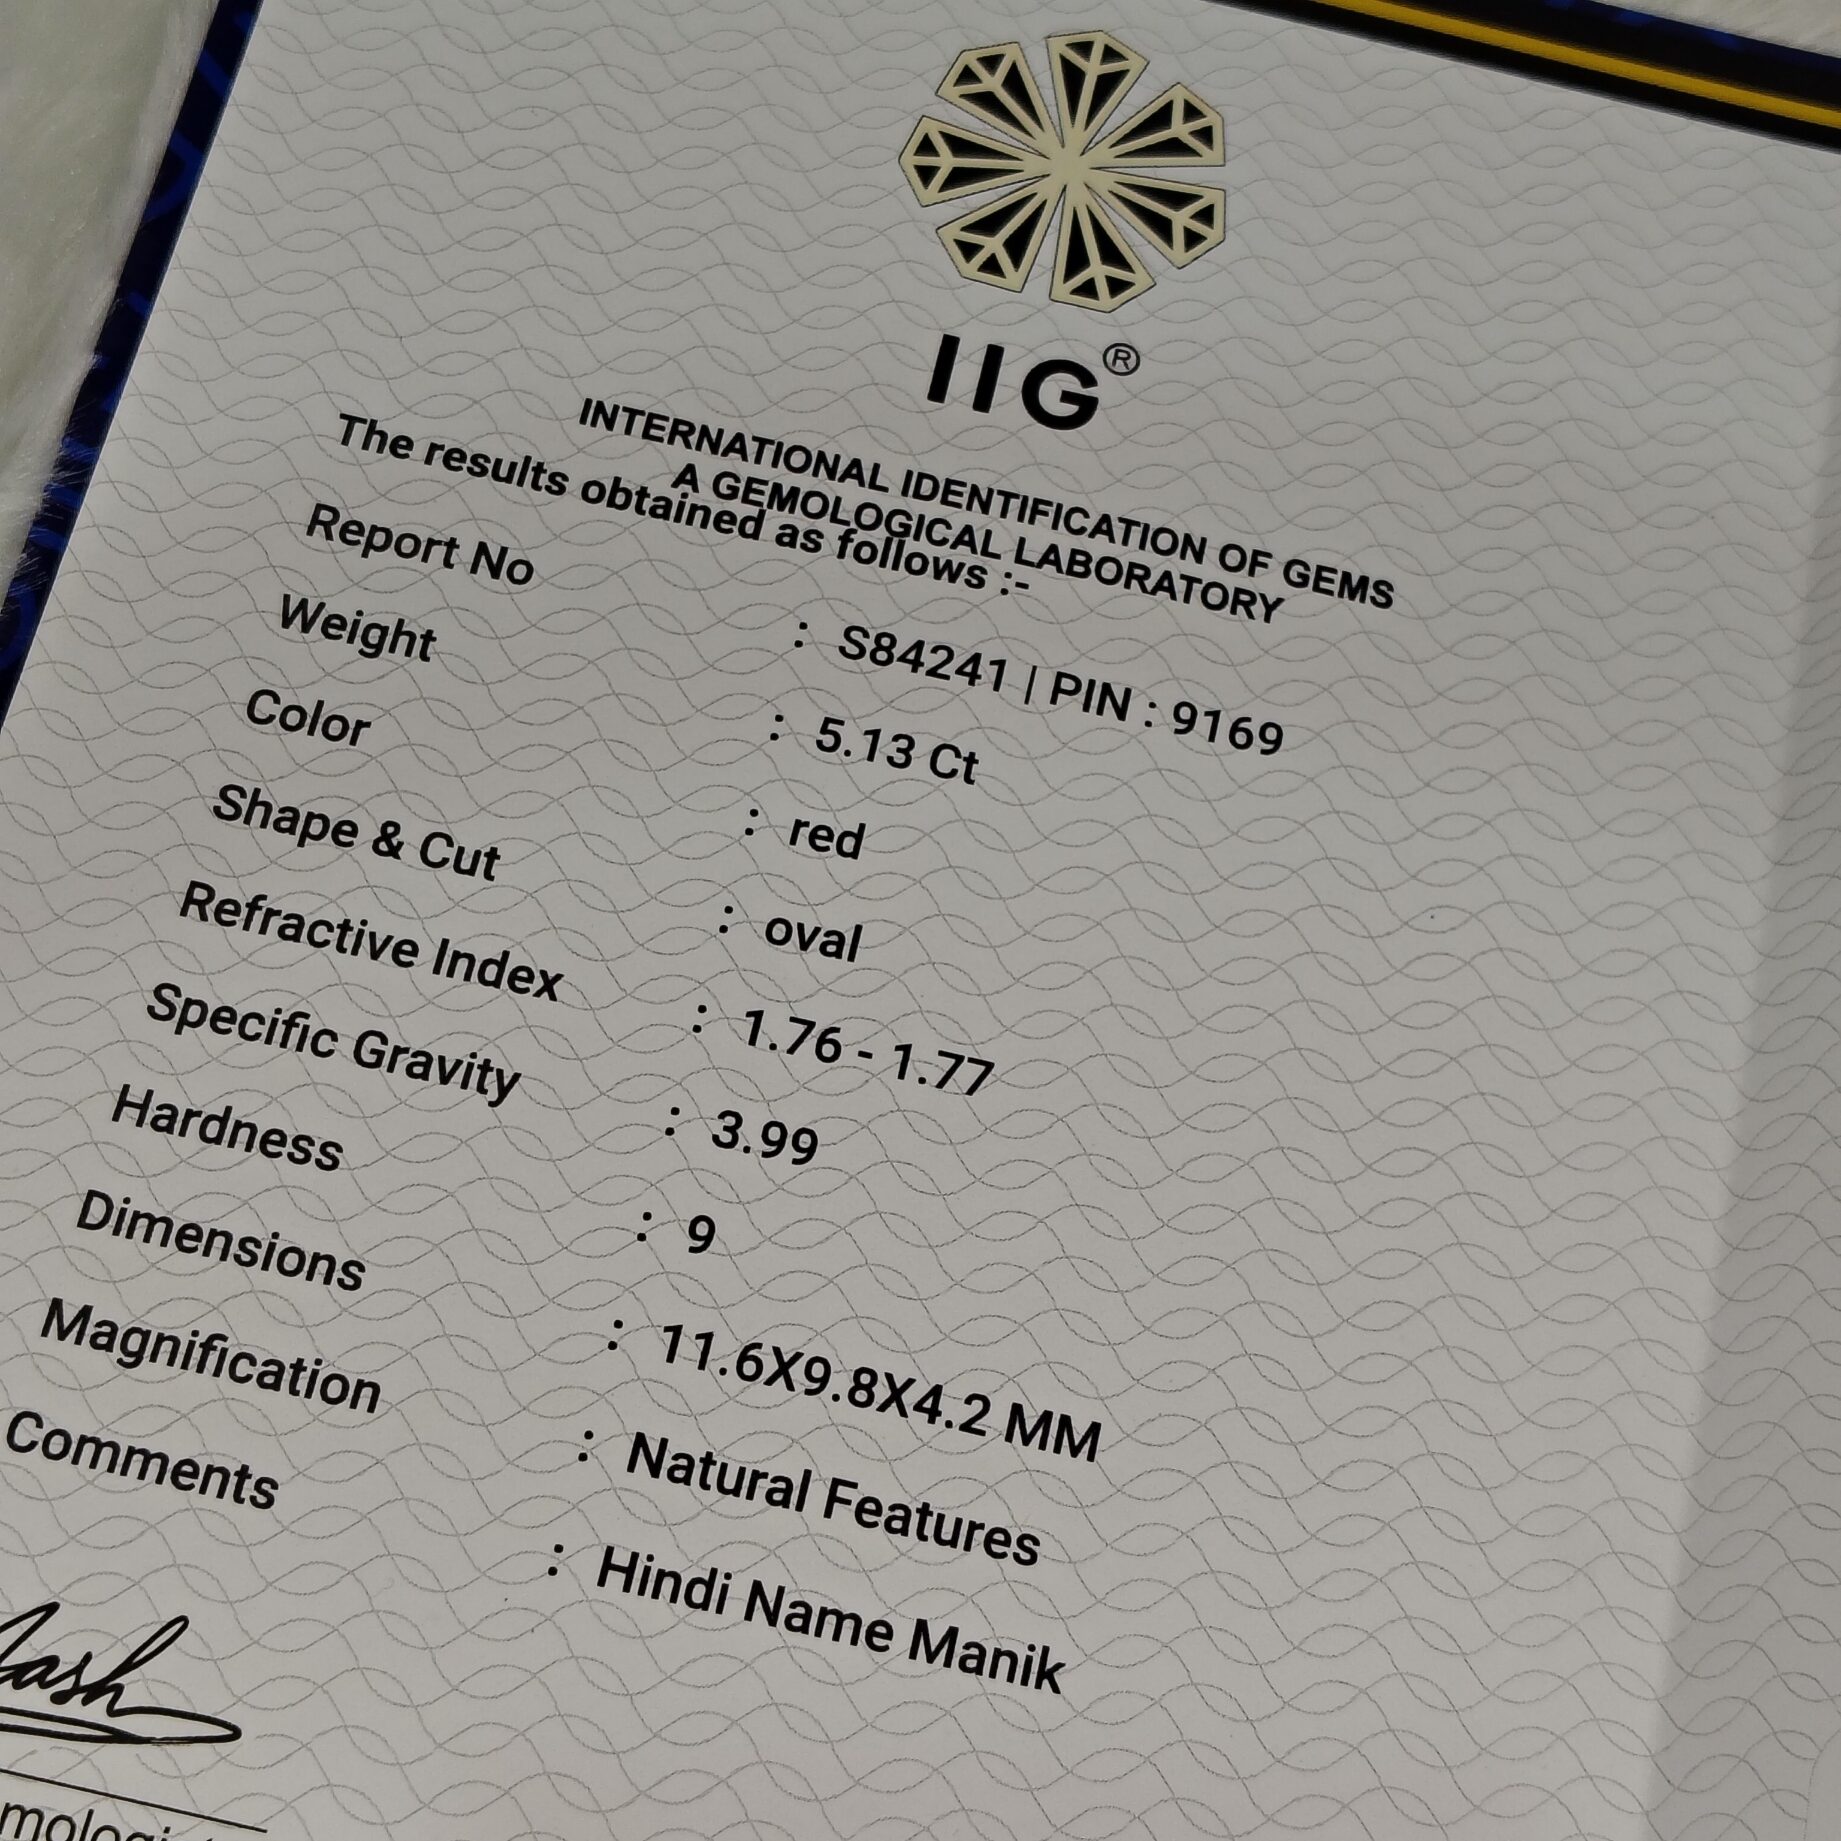 IIG®
INTERNATIONAL IDENTIFICATION OF GEMS
A GEMOLOGICAL LABORATORY
The results obtained as follows :-
Report No : S84241 | PIN : 9169
Weight : 5.13 Ct
Color : red
Shape & Cut : oval
Refractive Index : 1.76 - 1.77
Specific Gravity : 3.99
Hardness : 9
Dimensions : 11.6X9.8X4.2 MM
Magnification : Natural Features
Comments : Hindi Name Manik